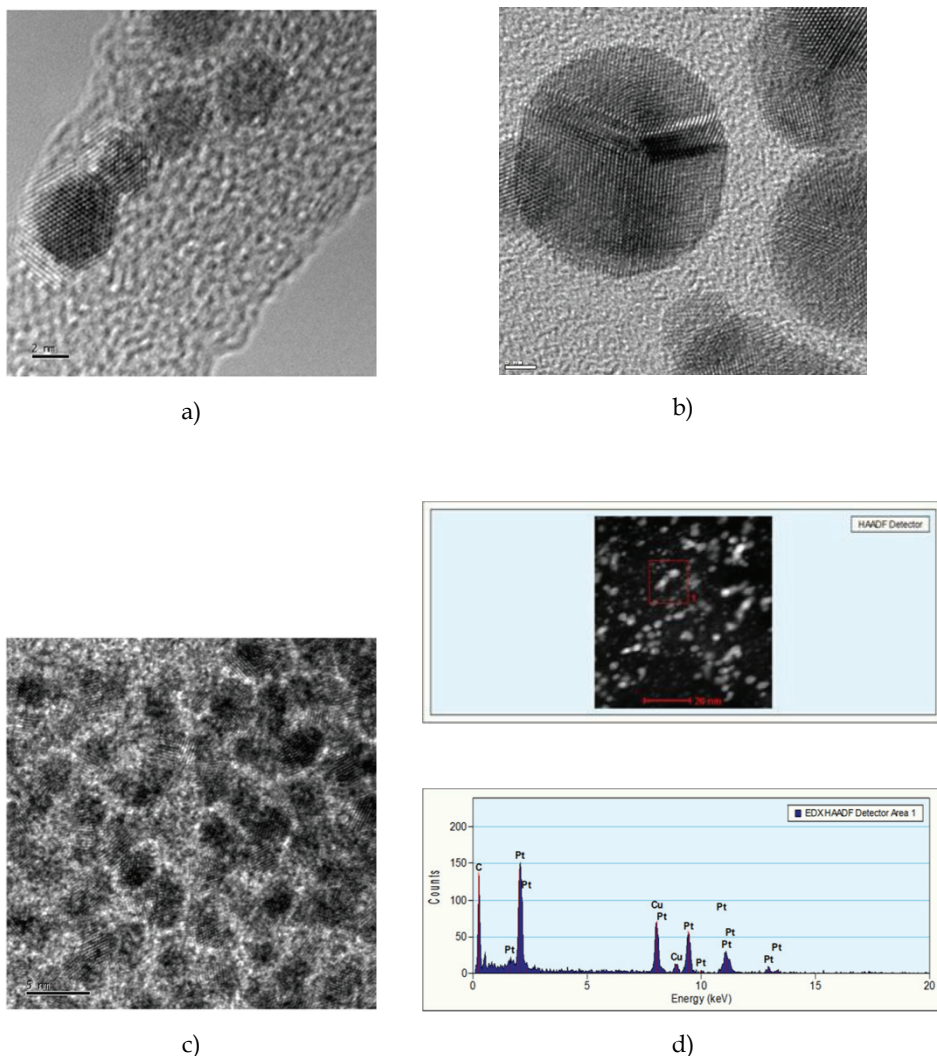 2 nm
a)
b)
HAADF Detector
1
20 nm
5 nm
c)
EDX HAADF Detector Area 1
Counts
200
150
100
50
0
C
Pt
Pt
Pt
Cu
Pt
Cu
Pt
Pt
Pt
Pt
Pt
Pt
0
5
10
15
20
Energy (keV)
d)